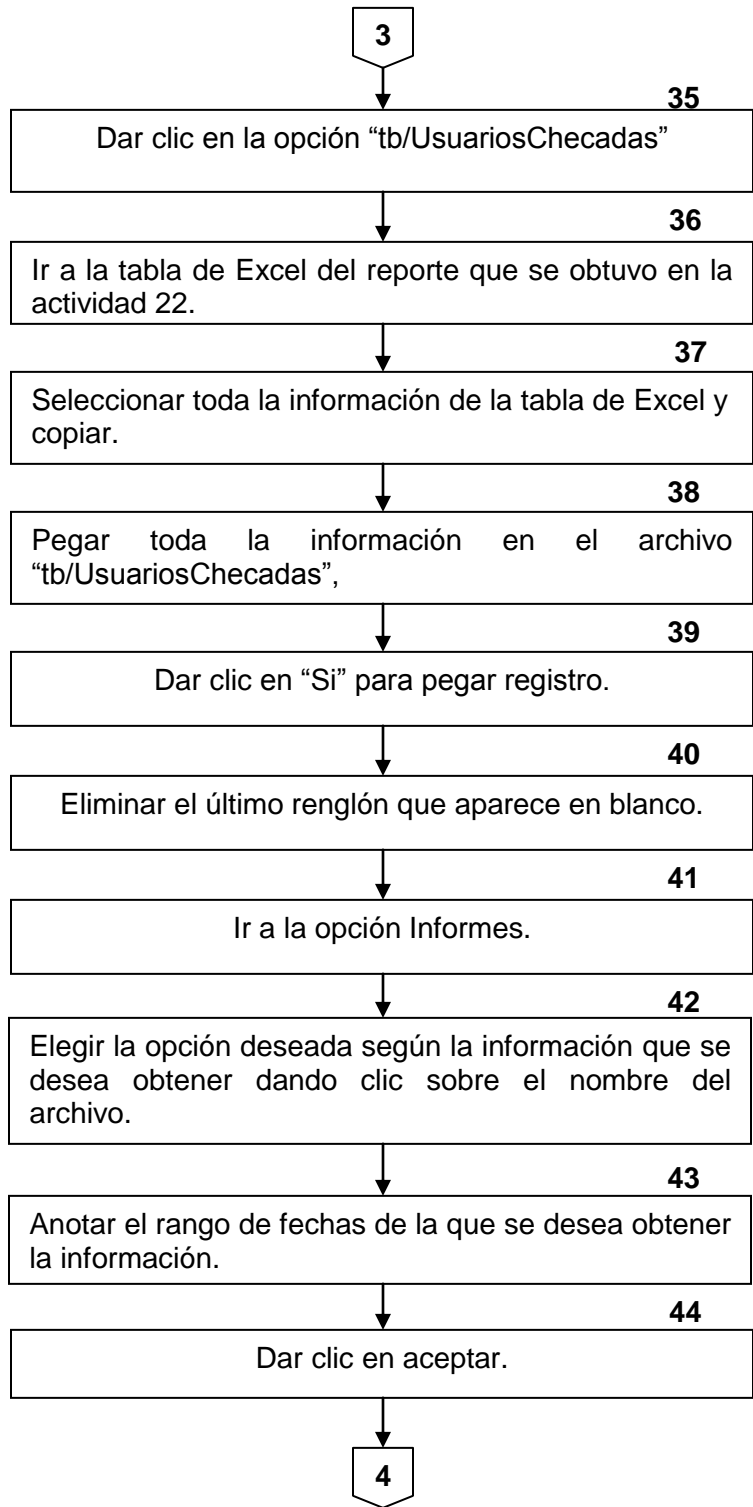 3
35
Dar clic en la opción “tb/UsuariosChecadas”
36
Ir a la tabla de Excel del reporte que se obtuvo en la
actividad 22.
37
Seleccionar toda la información de la tabla de Excel y
copiar.
38
Pegar toda la información en el archivo
“tb/UsuariosChecadas”,
39
Dar clic en “Si” para pegar registro.
40
Eliminar el último renglón que aparece en blanco.
41
Ir a la opción Informes.
42
Elegir la opción deseada según la información que se
desea obtener dando clic sobre el nombre del
archivo.
43
Anotar el rango de fechas de la que se desea obtener
la información.
44
Dar clic en aceptar.
4